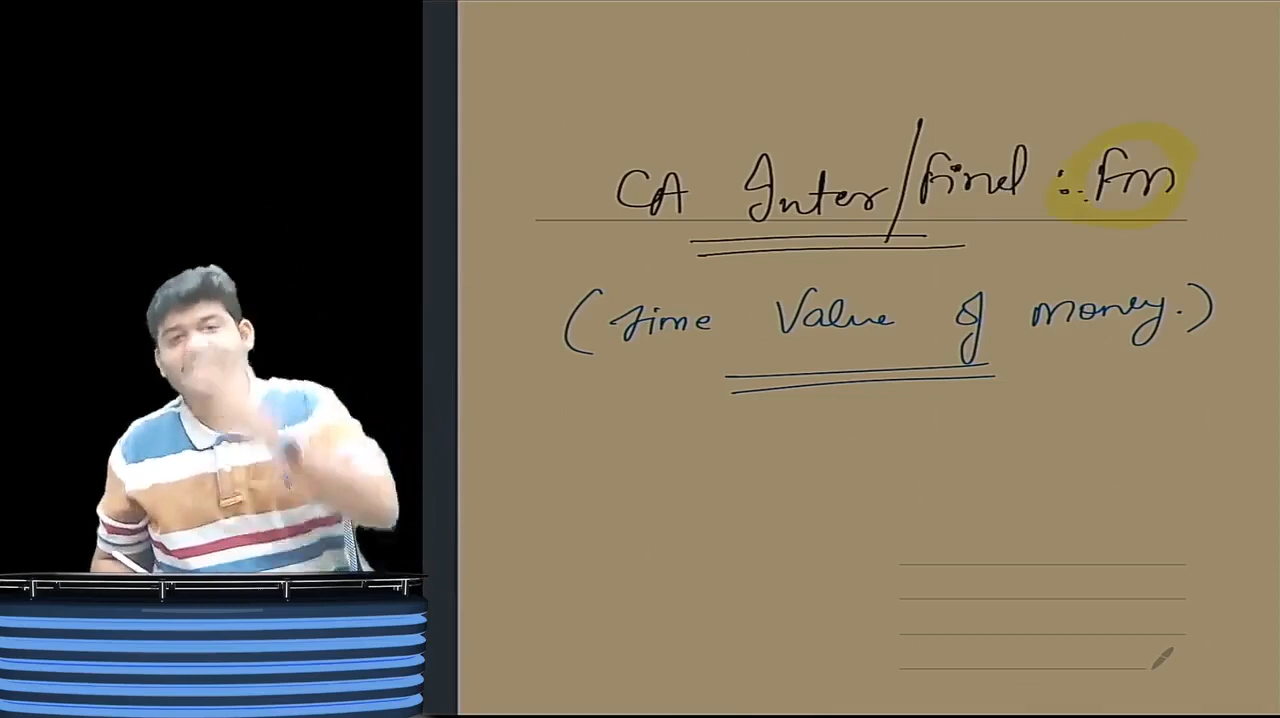 CA Inter/Final :- Fm
(Time Value of Money.)